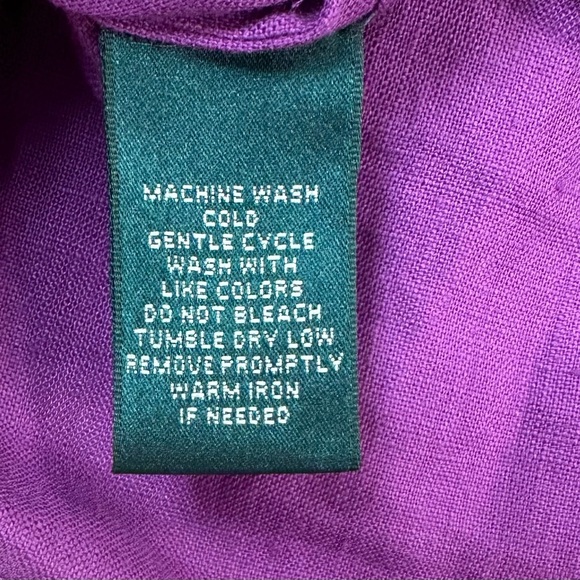 MACHINE WASH
COLD
GENTLE CYCLE
WASH WITH
LIKE COLORS
DO NOT BLEACH
TUMBLE DRY LOW
REMOVE PROMPTLY
WARM IRON
IF NEEDED